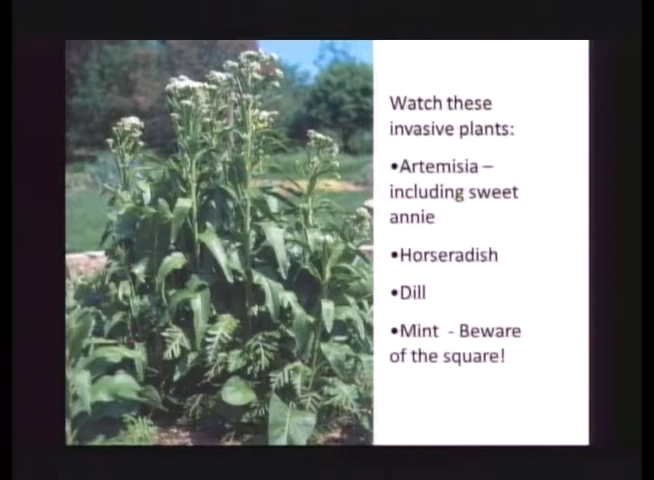 Watch these
invasive plants:
•Artemisia –
including sweet
annie
•Horseradish
•Dill
•Mint  - Beware
of the square!